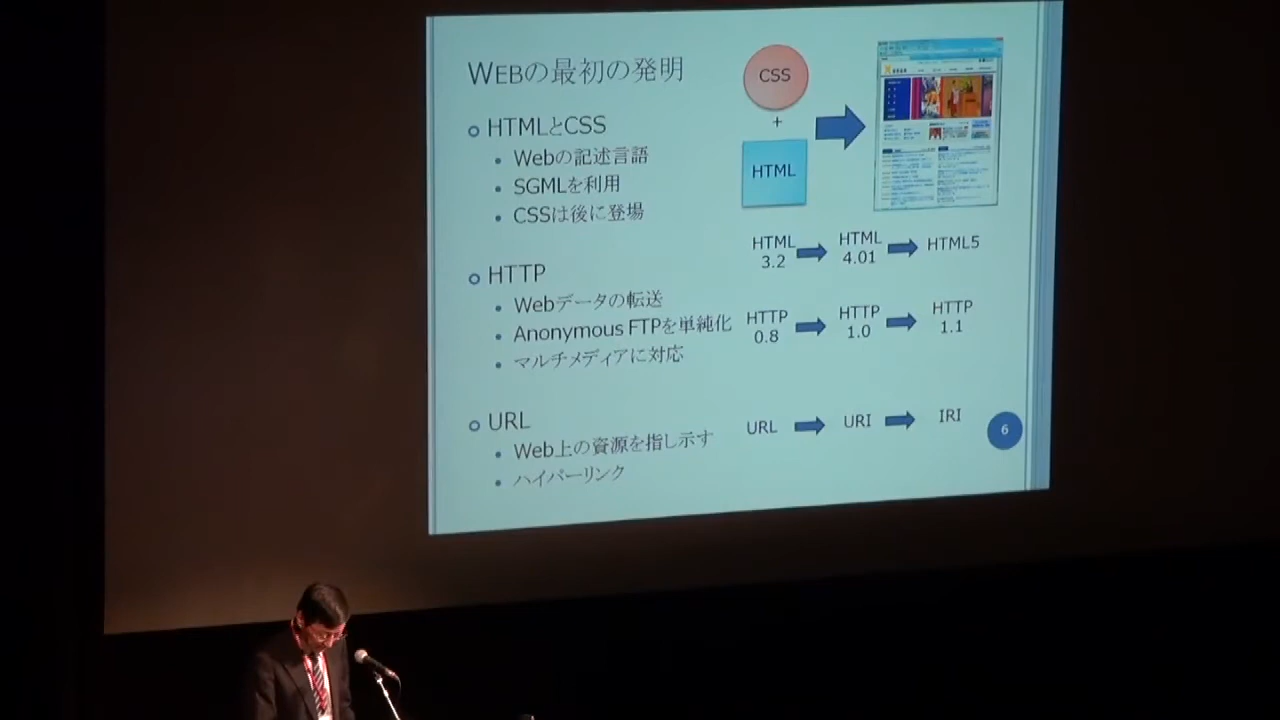 WEBの最初の発明
HTMLとCSS
Webの記述言語
SGMLを利用
CSSは後に登場
CSS
+
HTML
HTML 3.2
HTML 4.01
HTML5
HTTP
Webデータの転送
Anonymous FTPを単純化
マルチメディアに対応
HTTP 0.8
HTTP 1.0
HTTP 1.1
URL
Web上の資源を指し示す
ハイパーリンク
URL
URI
IRI
6